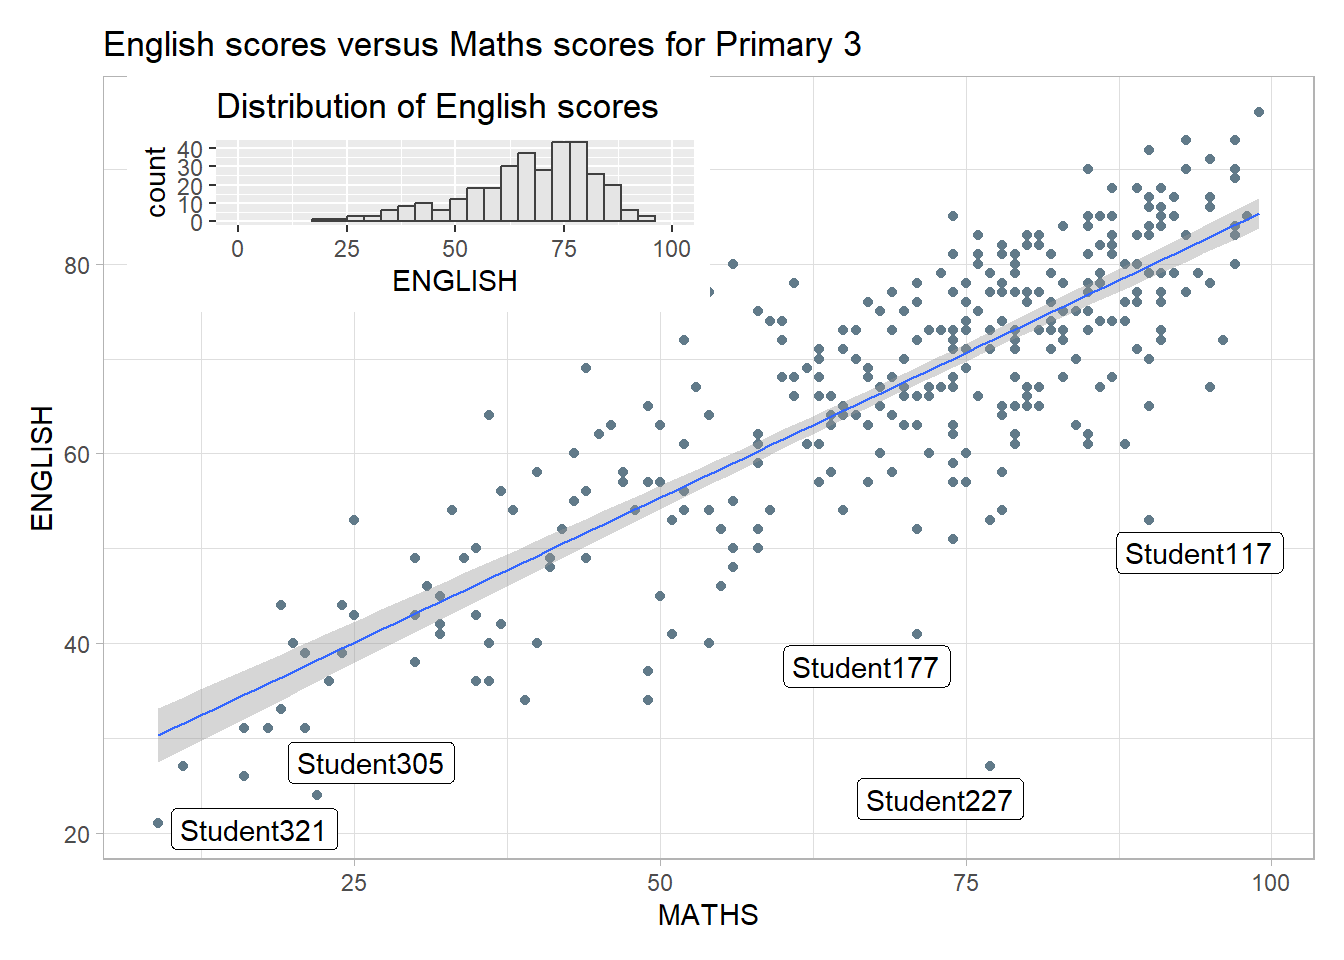 English scores versus Maths scores for Primary 3
Distribution of English scores
count
40
30
20
10
0
0 25 50 75 100
ENGLISH
ENGLISH
80
60
40
20
Student117
Student177
Student305
Student227
Student321
25 50 75 100
MATHS